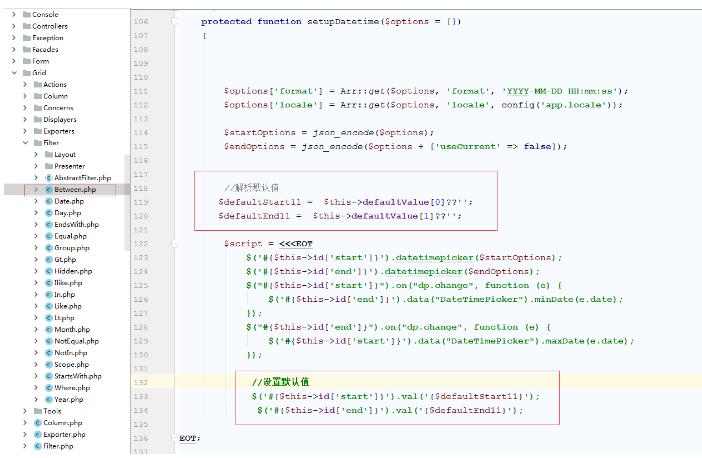 Console
Controllers
Exception
Facades
Form
Grid
Actions
Column
Concerns
Displayers
Exporters
Filter
Layout
Presenter
AbstractFilter.php
Between.php
Date.php
Day.php
EndsWith.php
Equal.php
Group.php
Gt.php
Hidden.php
Ilike.php
In.php
Like.php
Lt.php
Month.php
NotEqual.php
NotIn.php
Scope.php
StartsWith.php
Where.php
Year.php
Tools
Column.php
Exporter.php
Filter.php
106 protected function setupDatetime($options = [])
107 {
108
109
110
111 $options['format'] = Arr::get($options, 'format', 'YYYY-MM-DD HH:mm:ss');
112 $options['locale'] = Arr::get($options, 'locale', config('app.locale'));
113
114 $startOptions = json_encode($options);
115 $endOptions = json_encode($options + ['useCurrent' => false]);
116
117
118 //解析默认值
119 $defaultStart11 = $this->defaultValue[0]??'';
120 $defaultEnd11 = $this->defaultValue[1]??'';
121
122 $script = <<<EOT
123 $('#{$this->id['start']}').datetimepicker($startOptions);
124 $('#{$this->id['end']}').datetimepicker($endOptions);
125 $("#{$this->id['start']}").on("dp.change", function (e) {
126 $('#{$this->id['end']}').data("DateTimePicker").minDate(e.date);
127 });
128 $("#{$this->id['end']}").on("dp.change", function (e) {
129 $('#{$this->id['start']}').data("DateTimePicker").maxDate(e.date);
130 });
131
132 //设置默认值
133 $('#{$this->id['start']}').val('{$defaultStart11}');
134 $('#{$this->id['end']}').val('{$defaultEnd11}');
135
136 EOT;
137